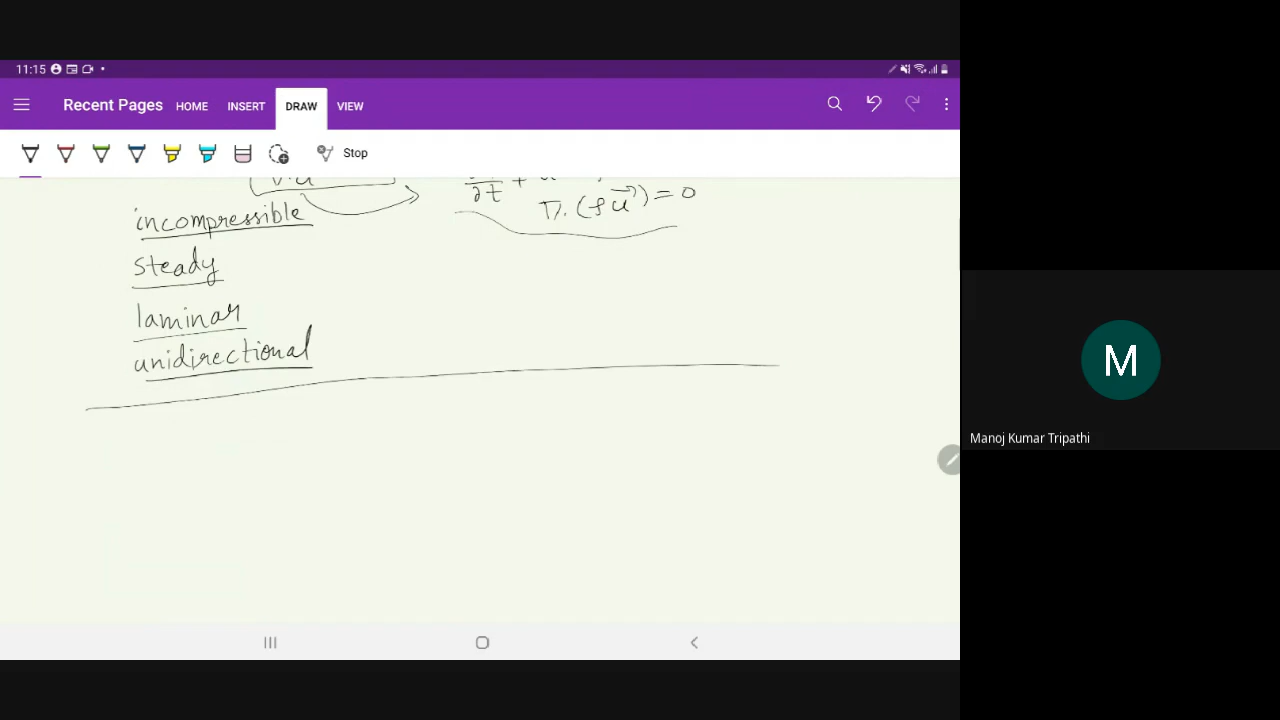 11:15
Recent Pages HOME INSERT DRAW VIEW
Stop
∂t +
∇.(ρu⃗) = 0
incompressible
steady
laminar
unidirectional
M
Manoj Kumar Tripathi